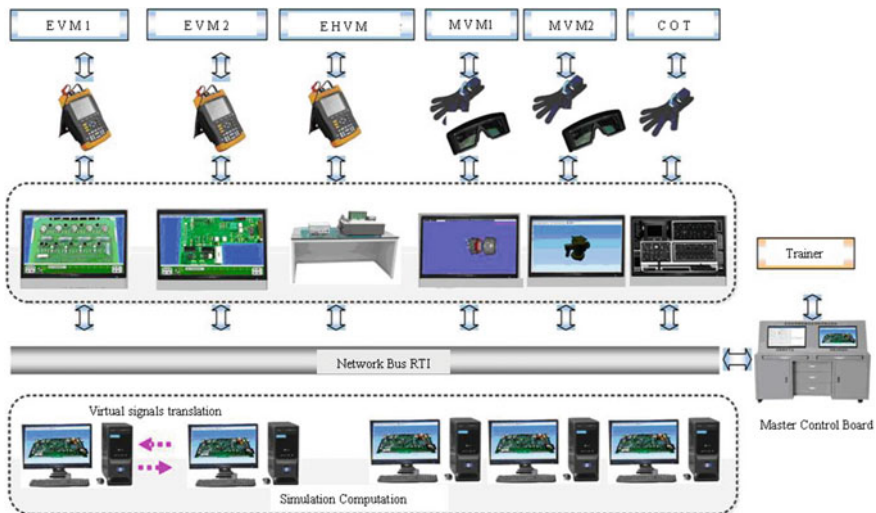 EVM1
EVM2
EHVM
MVM1
MVM2
COT
Trainer
Network Bus RTI
Virtual signals translation
Master Control Board
Simulation Computation